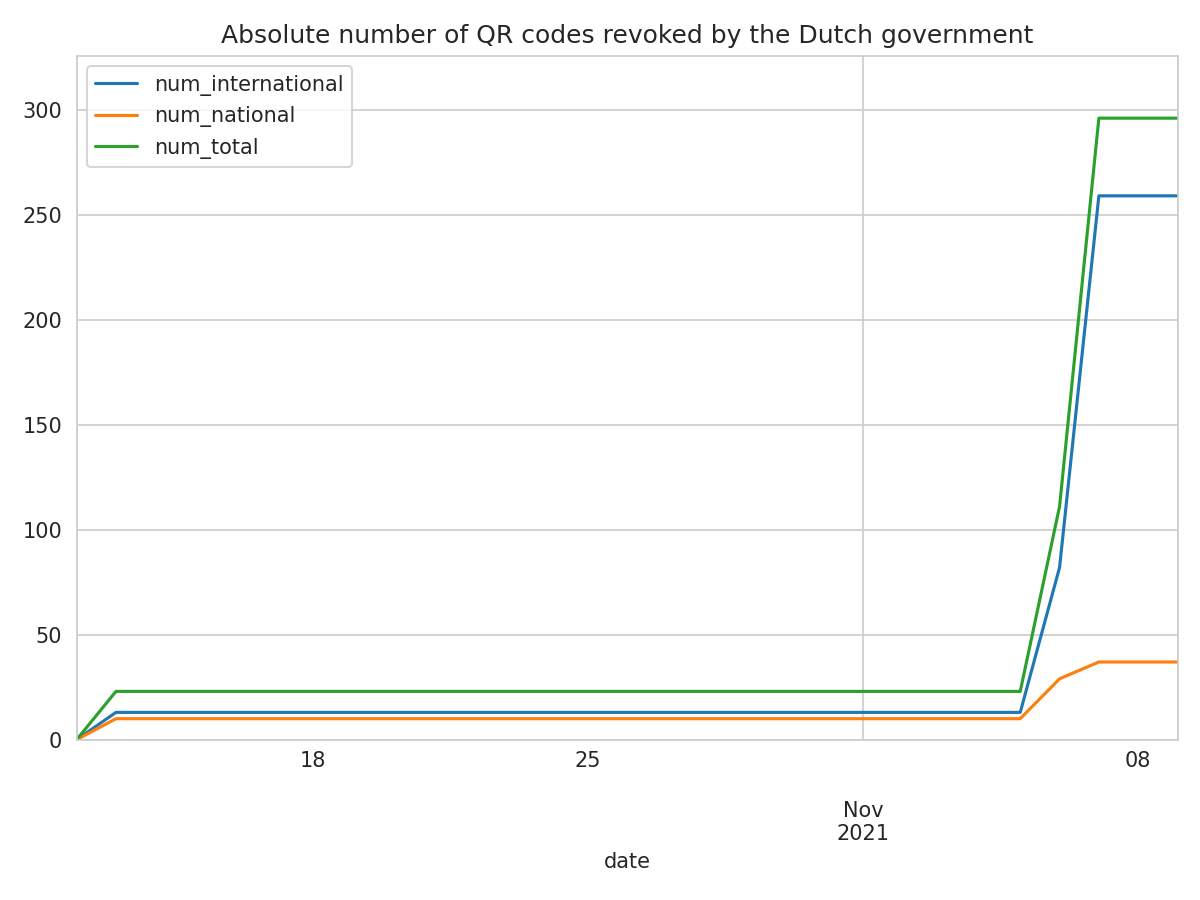 Absolute number of QR codes revoked by the Dutch government
num_international
num_national
num_total
300
250
200
150
100
50
0
18
25
08
Nov
2021
date